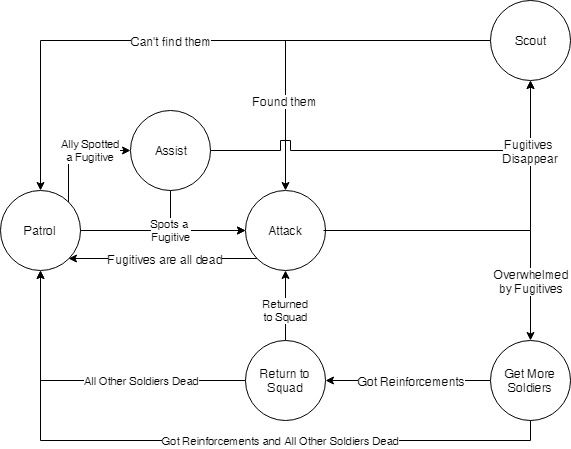 Scout
Can't find them
Found them
Ally Spotted
a Fugitive
Assist
Fugitives
Disappear
Patrol
Spots a
Fugitive
Attack
Fugitives are all dead
Overwhelmed
by Fugitives
Returned
to Squad
All Other Soldiers Dead
Return to
Squad
Got Reinforcements
Get More
Soldiers
Got Reinforcements and All Other Soldiers Dead